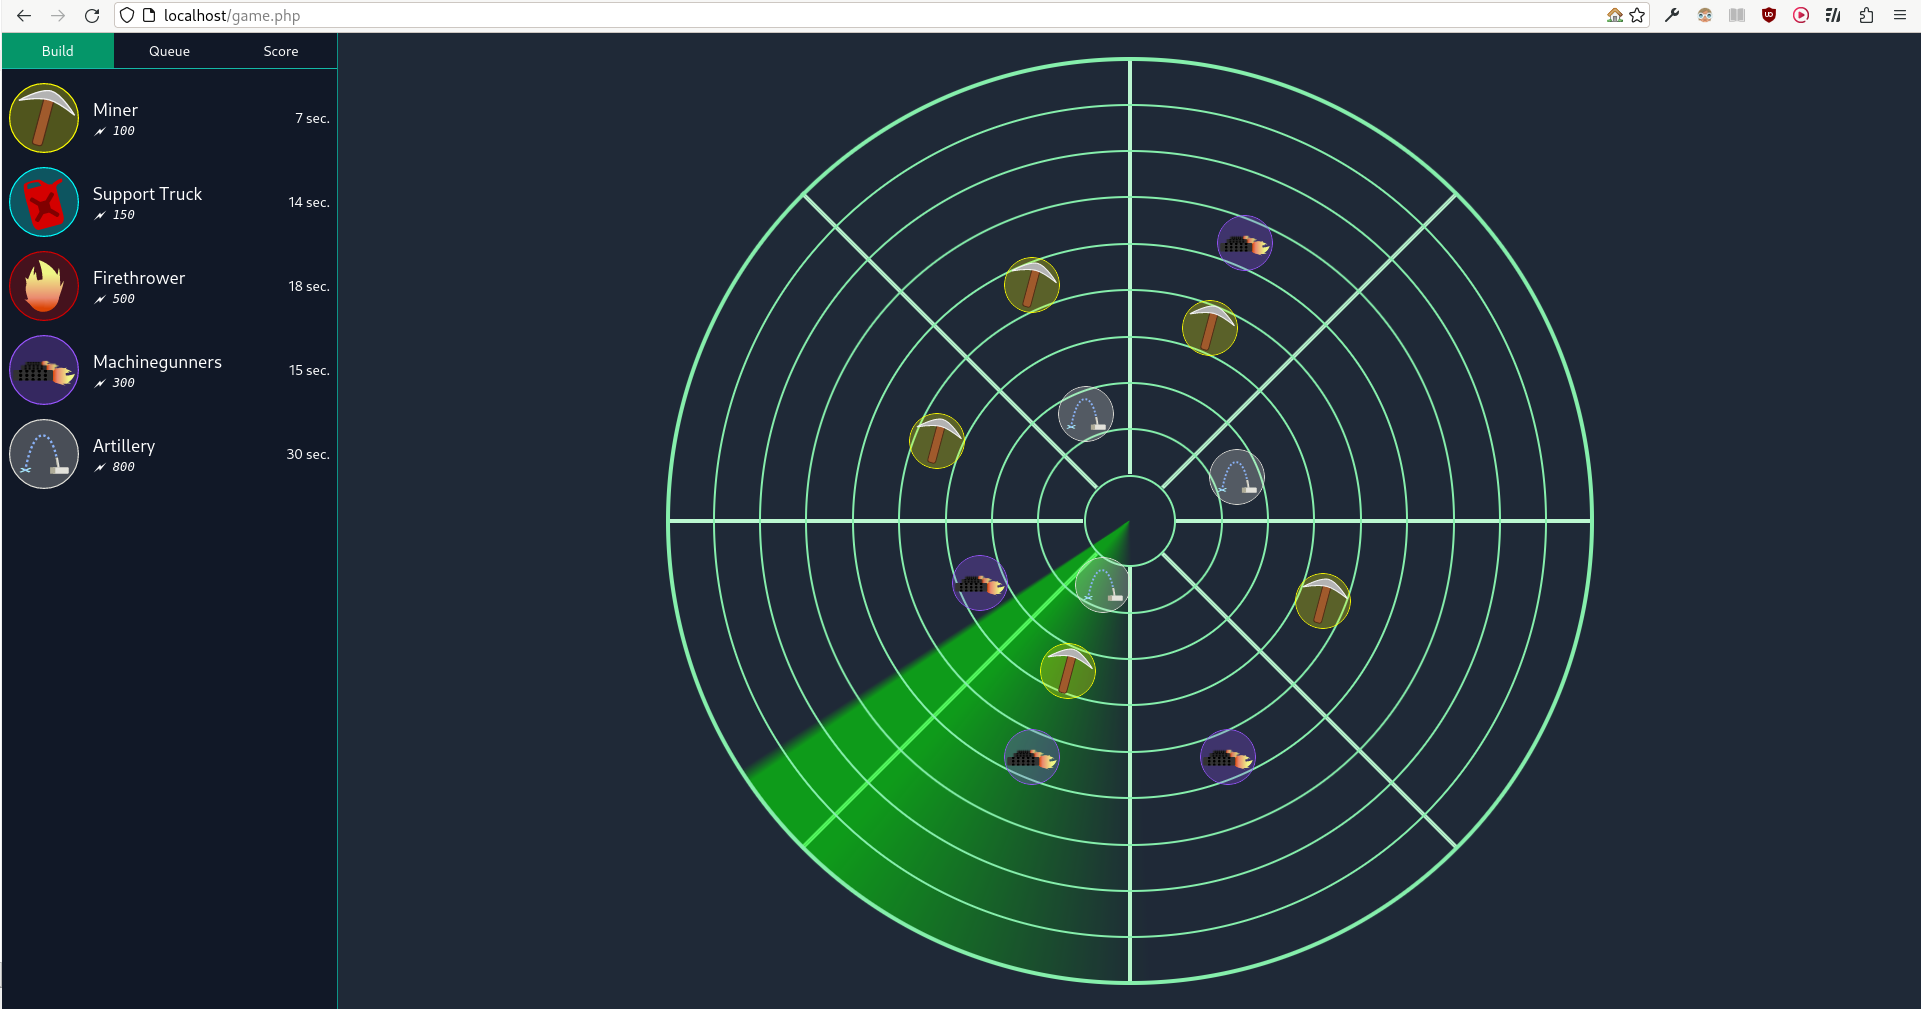 localhost/game.php
Build Queue Score
Miner
100
7 sec.
Support Truck
150
14 sec.
Firethrower
500
18 sec.
Machinegunners
300
15 sec.
Artillery
800
30 sec.